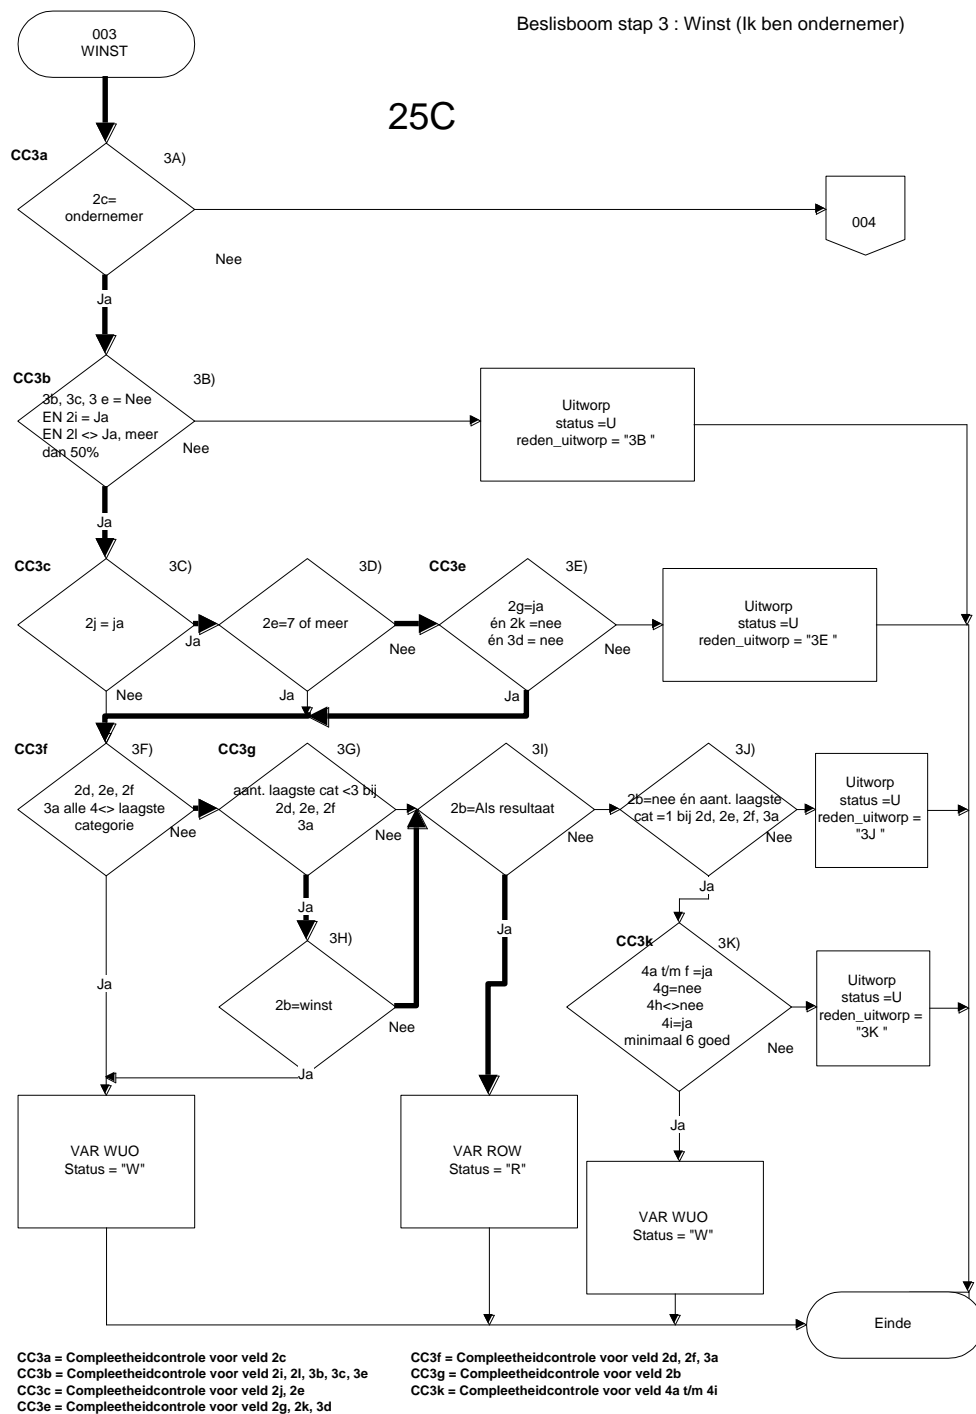 Beslisboom stap 3 : Winst (Ik ben ondernemer)
003
WINST
25C
CC3a
3A)
2c=
ondernemer
004
Nee
Ja
CC3b
3B)
3b, 3c, 3 e = Nee
EN 2i = Ja
EN 2l <> Ja, meer
dan 50%
Nee
Uitworp
status =U
reden_uitworp = "3B "
Ja
CC3c
3C)
2j = ja
Ja
Nee
3D)
2e=7 of meer
Nee
Ja
CC3e
3E)
2g=ja
én 2k =nee
én 3d = nee
Nee
Ja
Uitworp
status =U
reden_uitworp = "3E "
CC3f
3F)
2d, 2e, 2f
3a alle 4<> laagste
categorie
Nee
Ja
CC3g
3G)
aant. laagste cat <3 bij
2d, 2e, 2f
3a
Nee
Ja
3I)
2b=Als resultaat
Nee
Ja
3J)
2b=nee én aant. laagste
cat =1 bij 2d, 2e, 2f, 3a
Nee
Ja
Uitworp
status =U
reden_uitworp =
"3J "
3H)
2b=winst
Nee
Ja
CC3k
3K)
4a t/m f =ja
4g=nee
4h<>nee
4i=ja
minimaal 6 goed
Nee
Ja
Uitworp
status =U
reden_uitworp =
"3K "
VAR WUO
Status = "W"
VAR ROW
Status = "R"
VAR WUO
Status = "W"
Einde
CC3a = Compleetheidcontrole voor veld 2c
CC3b = Compleetheidcontrole voor veld 2i, 2l, 3b, 3c, 3e
CC3c = Compleetheidcontrole voor veld 2j, 2e
CC3e = Compleetheidcontrole voor veld 2g, 2k, 3d
CC3f = Compleetheidcontrole voor veld 2d, 2f, 3a
CC3g = Compleetheidcontrole voor veld 2b
CC3k = Compleetheidcontrole voor veld 4a t/m 4i